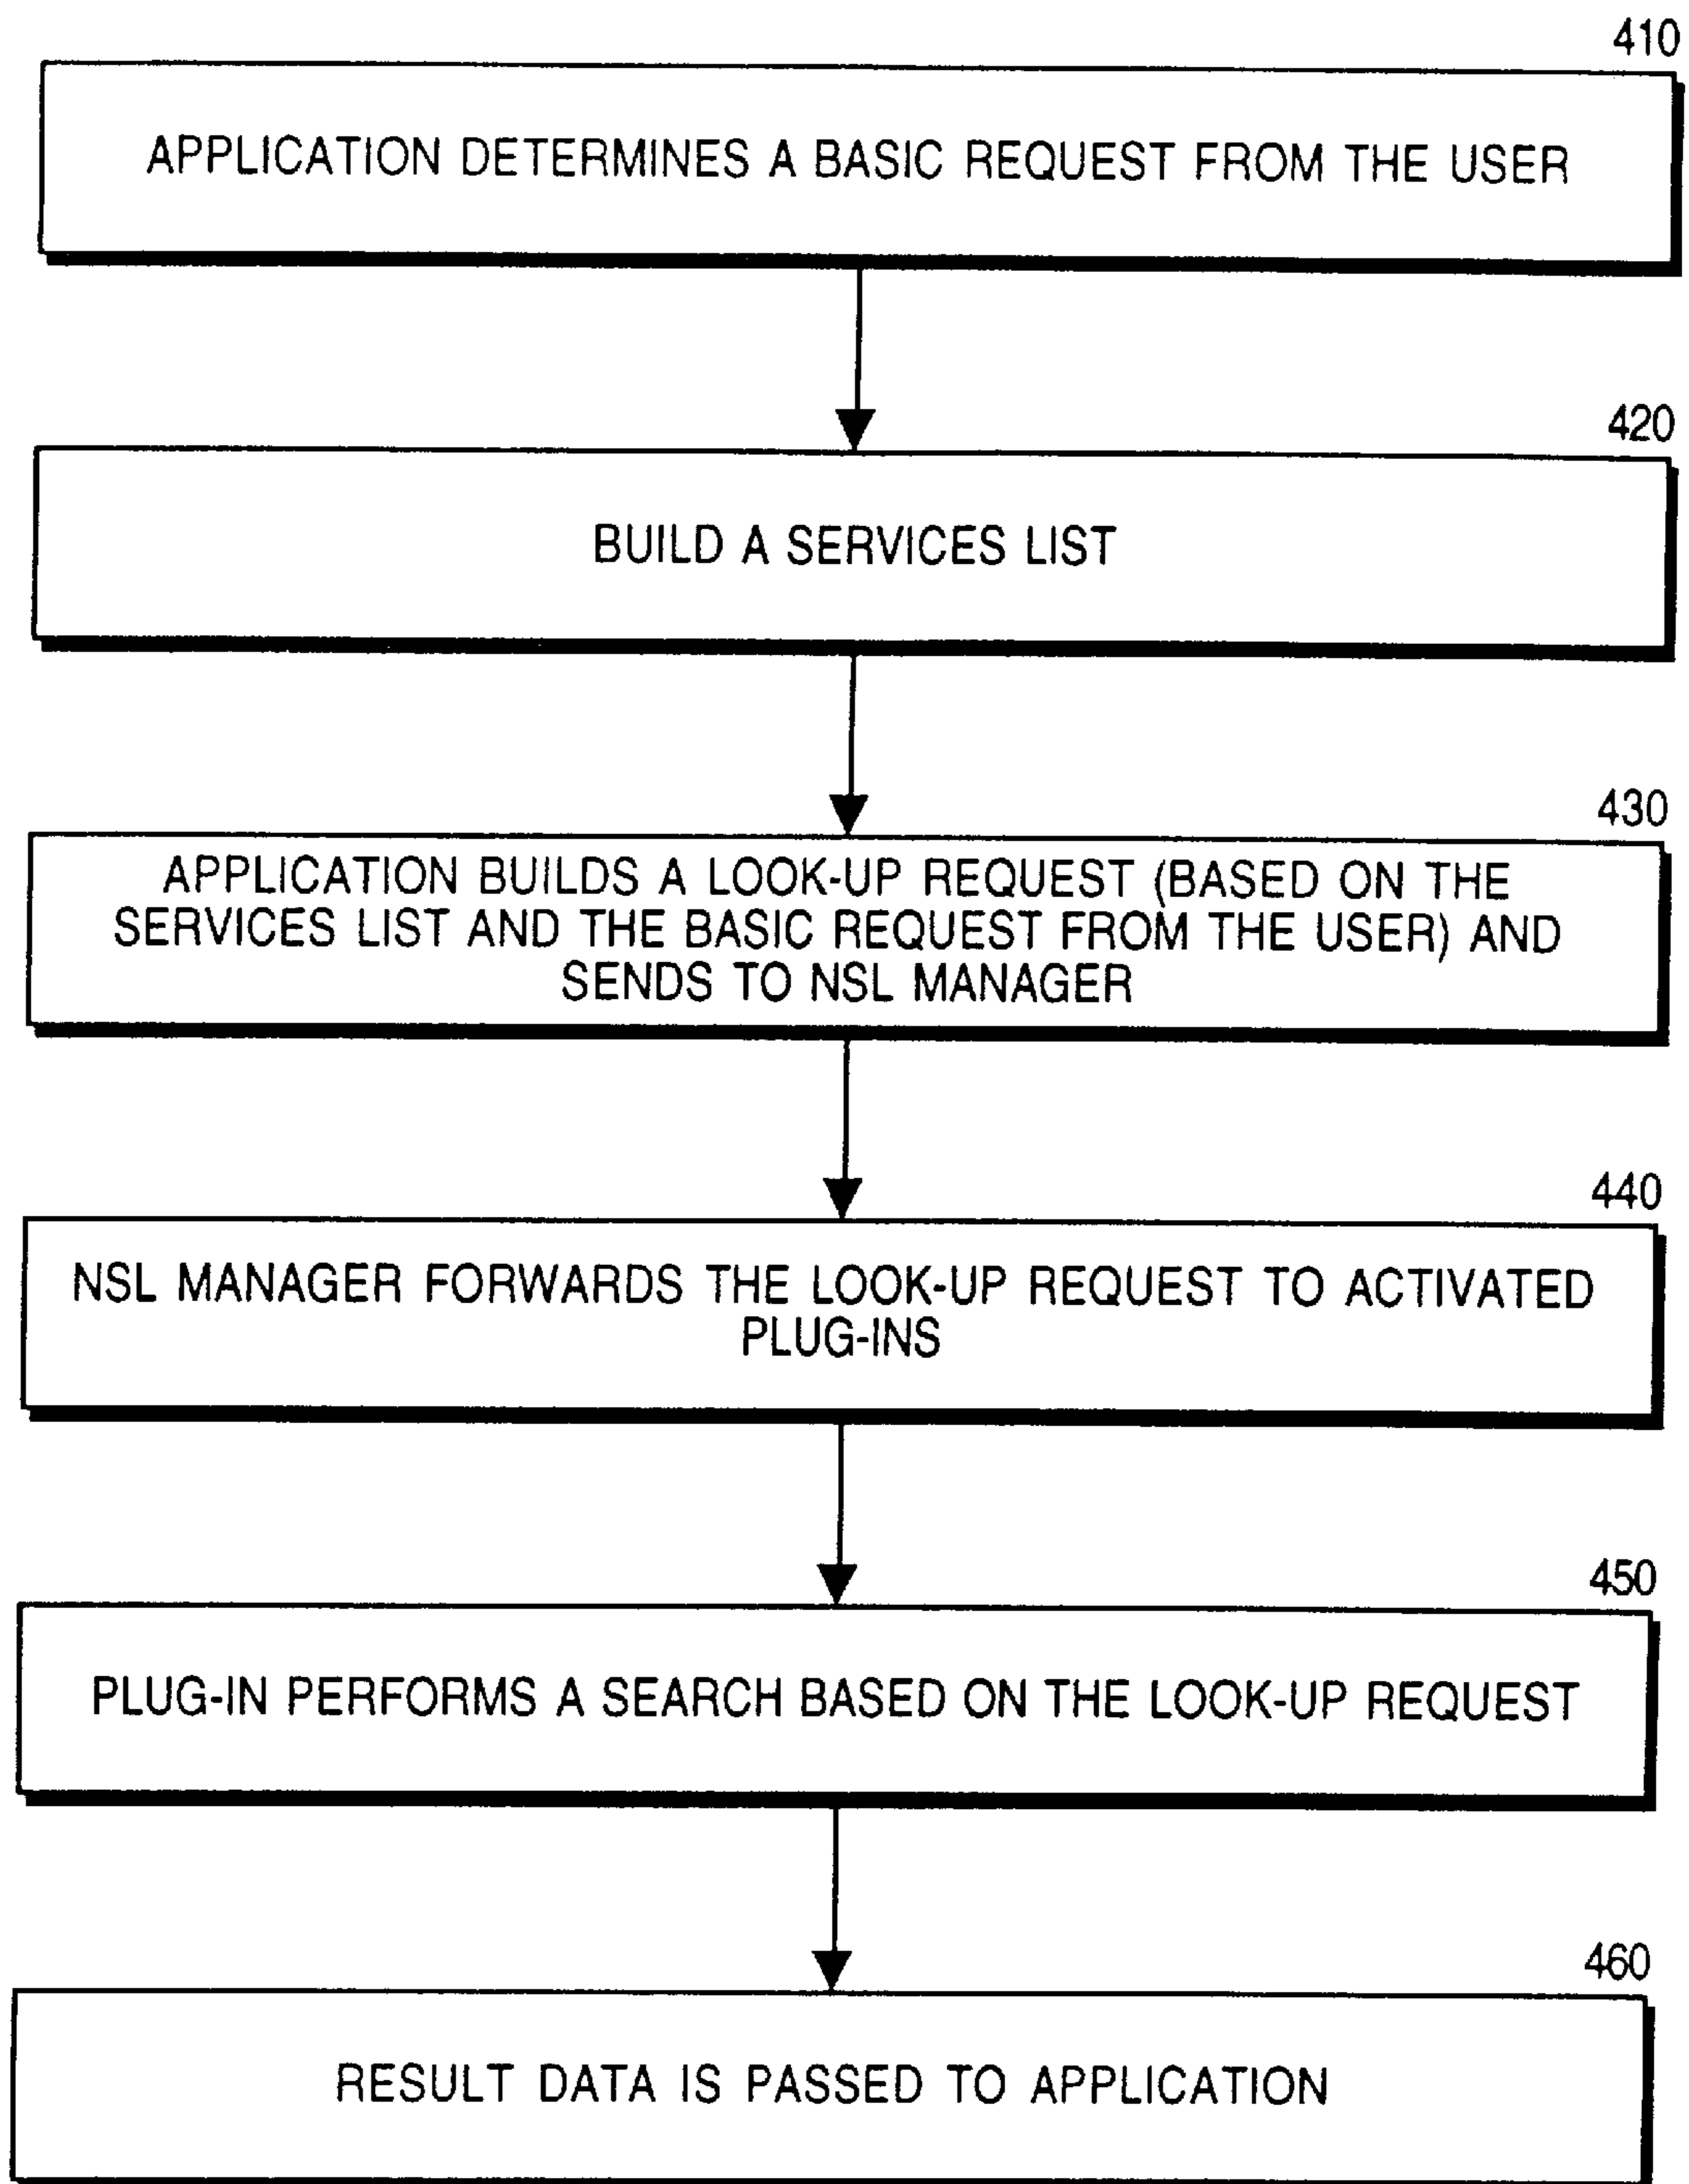 410
APPLICATION DETERMINES A BASIC REQUEST FROM THE USER
420
BUILD A SERVICES LIST
430
APPLICATION BUILDS A LOOK-UP REQUEST (BASED ON THE
SERVICES LIST AND THE BASIC REQUEST FROM THE USER) AND
SENDS TO NSL MANAGER
440
NSL MANAGER FORWARDS THE LOOK-UP REQUEST TO ACTIVATED
PLUG-INS
450
PLUG-IN PERFORMS A SEARCH BASED ON THE LOOK-UP REQUEST
460
RESULT DATA IS PASSED TO APPLICATION